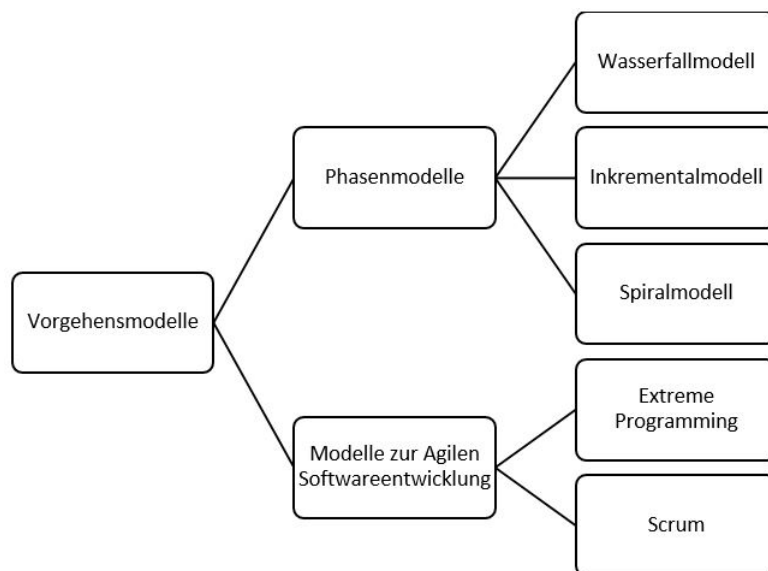 Wasserfallmodell
Phasenmodelle
Inkrementalmodell
Spiralmodell
Vorgehensmodelle
Extreme
Programming
Modelle zur Agilen
Softwareentwicklung
Scrum